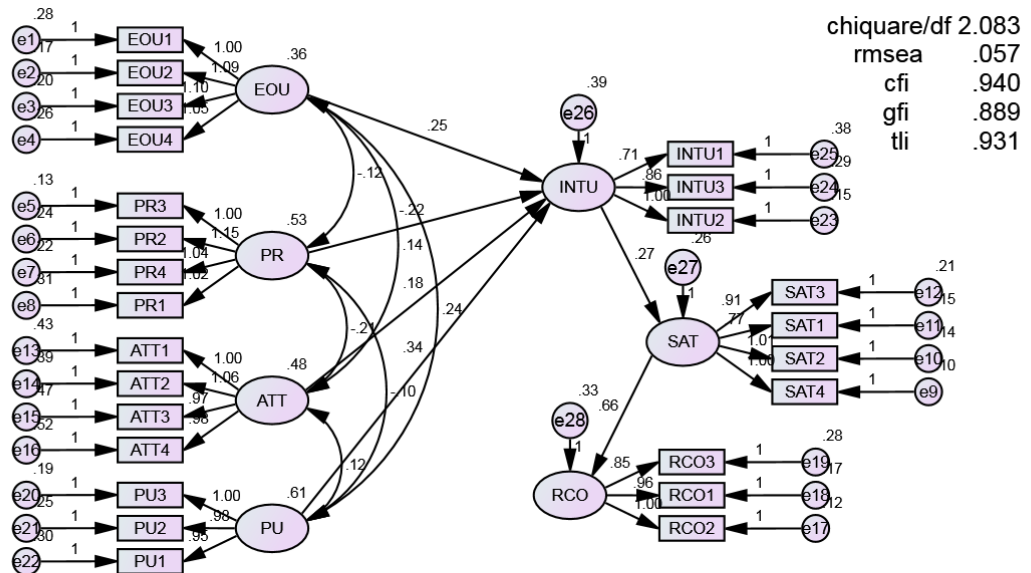 chiquare/df 2.083
rmsea .057
cfi .940
gfi .889
tli .931
.28
e1 1 EOU1 1.00
.17
e2 1 EOU2 1.09
.20
e3 1 EOU3 1.10
.26
e4 1 EOU4 1.05
.36
EOU
.13
e5 1 PR3 1.00
.24
e6 1 PR2 1.15
.22
e7 1 PR4 1.04
.31
e8 1 PR1 1.02
.53
PR
.43
e13 1 ATT1 1.00
.39
e14 1 ATT2 1.06
.47
e15 1 ATT3 .97
.52
e16 1 ATT4 .98
.48
ATT
.19
e20 1 PU3 1.00
.25
e21 1 PU2 .98
.30
e22 1 PU1 .95
.61
PU
-.12
.14
.24
-.21
-.10
.12
.25
-.22
.18
.34
.39
e26
1
INTU
.71 INTU1 1 e25 .38
.86 INTU3 1 e24 .29
1.00 INTU2 1 e23 .15
.27
.26
e27
1
SAT
.91 SAT3 1 e12 .21
.77 SAT1 1 e11 .15
1.01 SAT2 1 e10 .14
1.00 SAT4 1 e9 .10
.66
.33
e28
1
RCO
.85 RCO3 1 e19 .28
.96 RCO1 1 e18 .17
1.00 RCO2 1 e17 .12